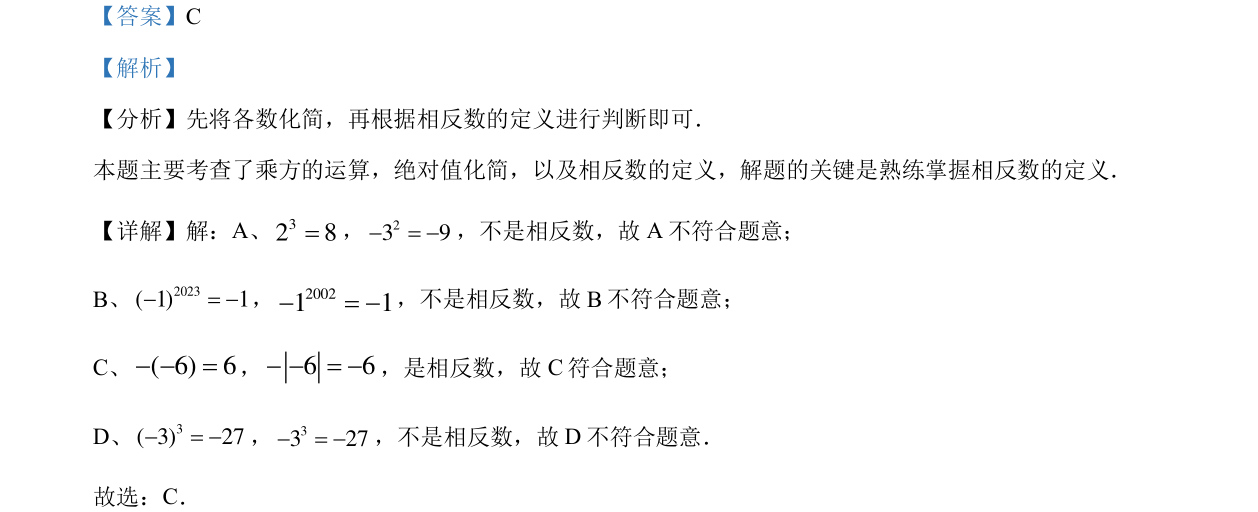 【答案】C
【解析】
【分析】先将各数化简，再根据相反数的定义进行判断即可．
本题主要考查了乘方的运算，绝对值化简，以及相反数的定义，解题的关键是熟练掌握相反数的定义．
【详解】解：A、2³ = 8，−3² = −9，不是相反数，故 A 不符合题意；
B、(−1)²⁰²³ = −1，−1²⁰⁰² = −1，不是相反数，故 B 不符合题意；
C、−(−6) = 6，−|−6| = −6，是相反数，故 C 符合题意；
D、(−3)³ = −27，−3³ = −27，不是相反数，故 D 不符合题意．
故选：C．